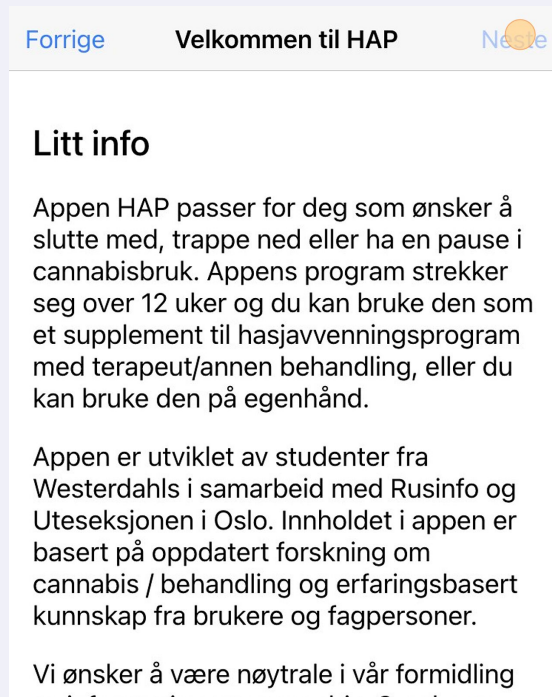 Forrige
Velkommen til HAP
Neste
Litt info
Appen HAP passer for deg som ønsker å
slutte med, trappe ned eller ha en pause i
cannabisbruk. Appens program strekker
seg over 12 uker og du kan bruke den som
et supplement til hasjavvenningsprogram
med terapeut/annen behandling, eller du
kan bruke den på egenhånd.
Appen er utviklet av studenter fra
Westerdahls i samarbeid med Rusinfo og
Uteseksjonen i Oslo. Innholdet i appen er
basert på oppdatert forskning om
cannabis / behandling og erfaringsbasert
kunnskap fra brukere og fagpersoner.
Vi ønsker å være nøytrale i vår formidling